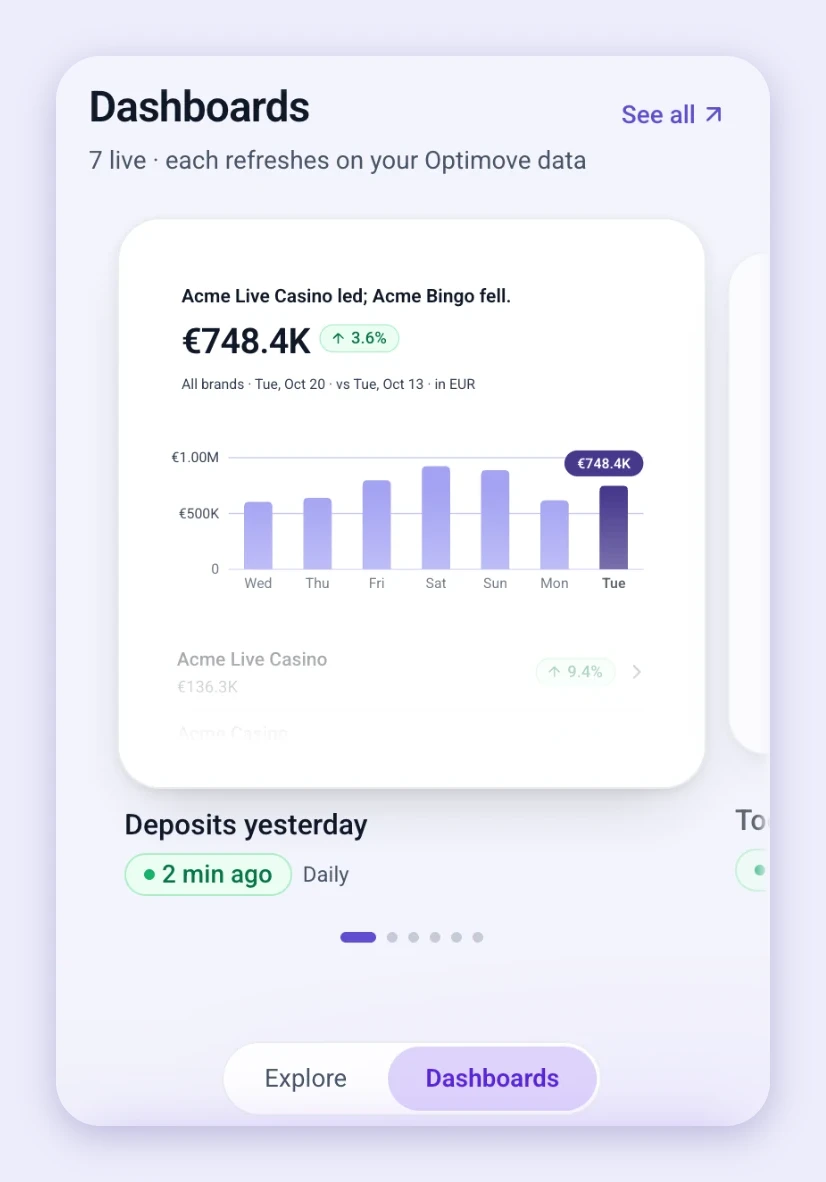 Dashboards
See all
7 live · each refreshes on your Optimove data
Acme Live Casino led; Acme Bingo fell.
€748.4K ↑ 3.6%
All brands · Tue, Oct 20 · vs Tue, Oct 13 · in EUR
€1.00M
€748.4K
€500K
0
Wed Thu Fri Sat Sun Mon Tue
Acme Live Casino
€136.3K
↑ 9.4%
Acme Casino
Deposits yesterday
2 min ago Daily
Explore Dashboards